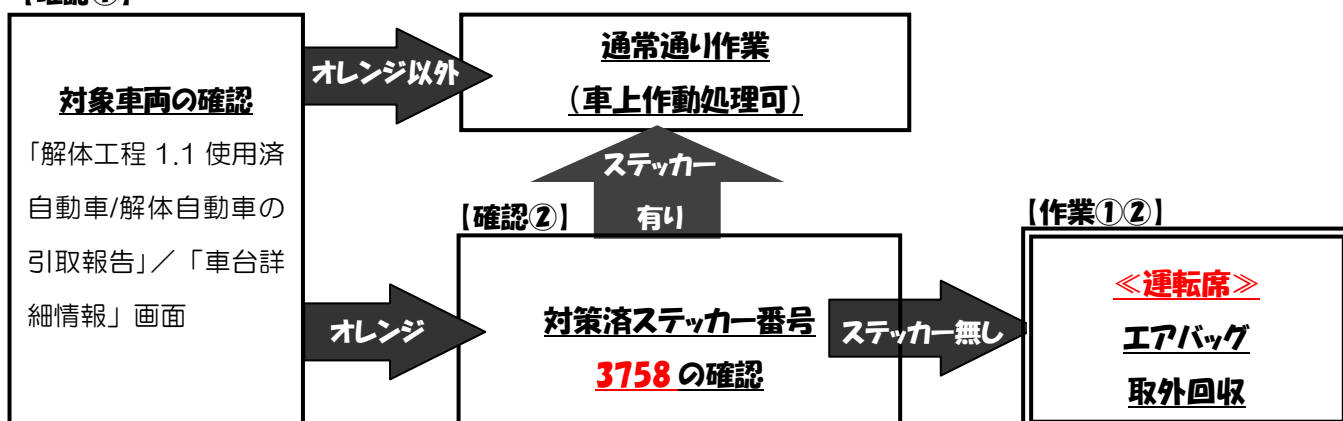 【確認①】
対象車両の確認
「解体工程 1.1 使用済
自動車/解体自動車の
引取報告」／「車台詳
細情報」画面
オレンジ以外
通常通り作業
（車上作動処理可）
ステッカー
有り
オレンジ
【確認②】
対策済ステッカー番号
3758 の確認
ステッカー無し
【作業①②】
≪運転席≫
エアバッグ
取外回収